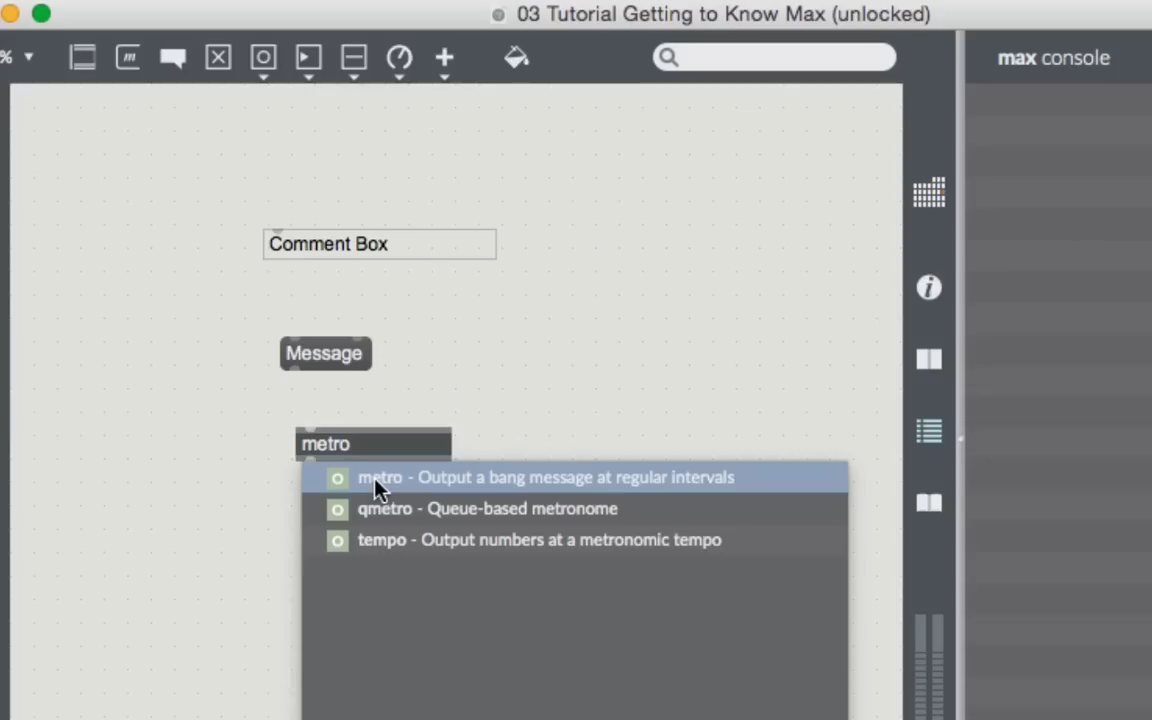 03 Tutorial Getting to Know Max (unlocked)
%
m
max console
Comment Box
Message
metro
metro - Output a bang message at regular intervals
qmetro - Queue-based metronome
tempo - Output numbers at a metronomic tempo